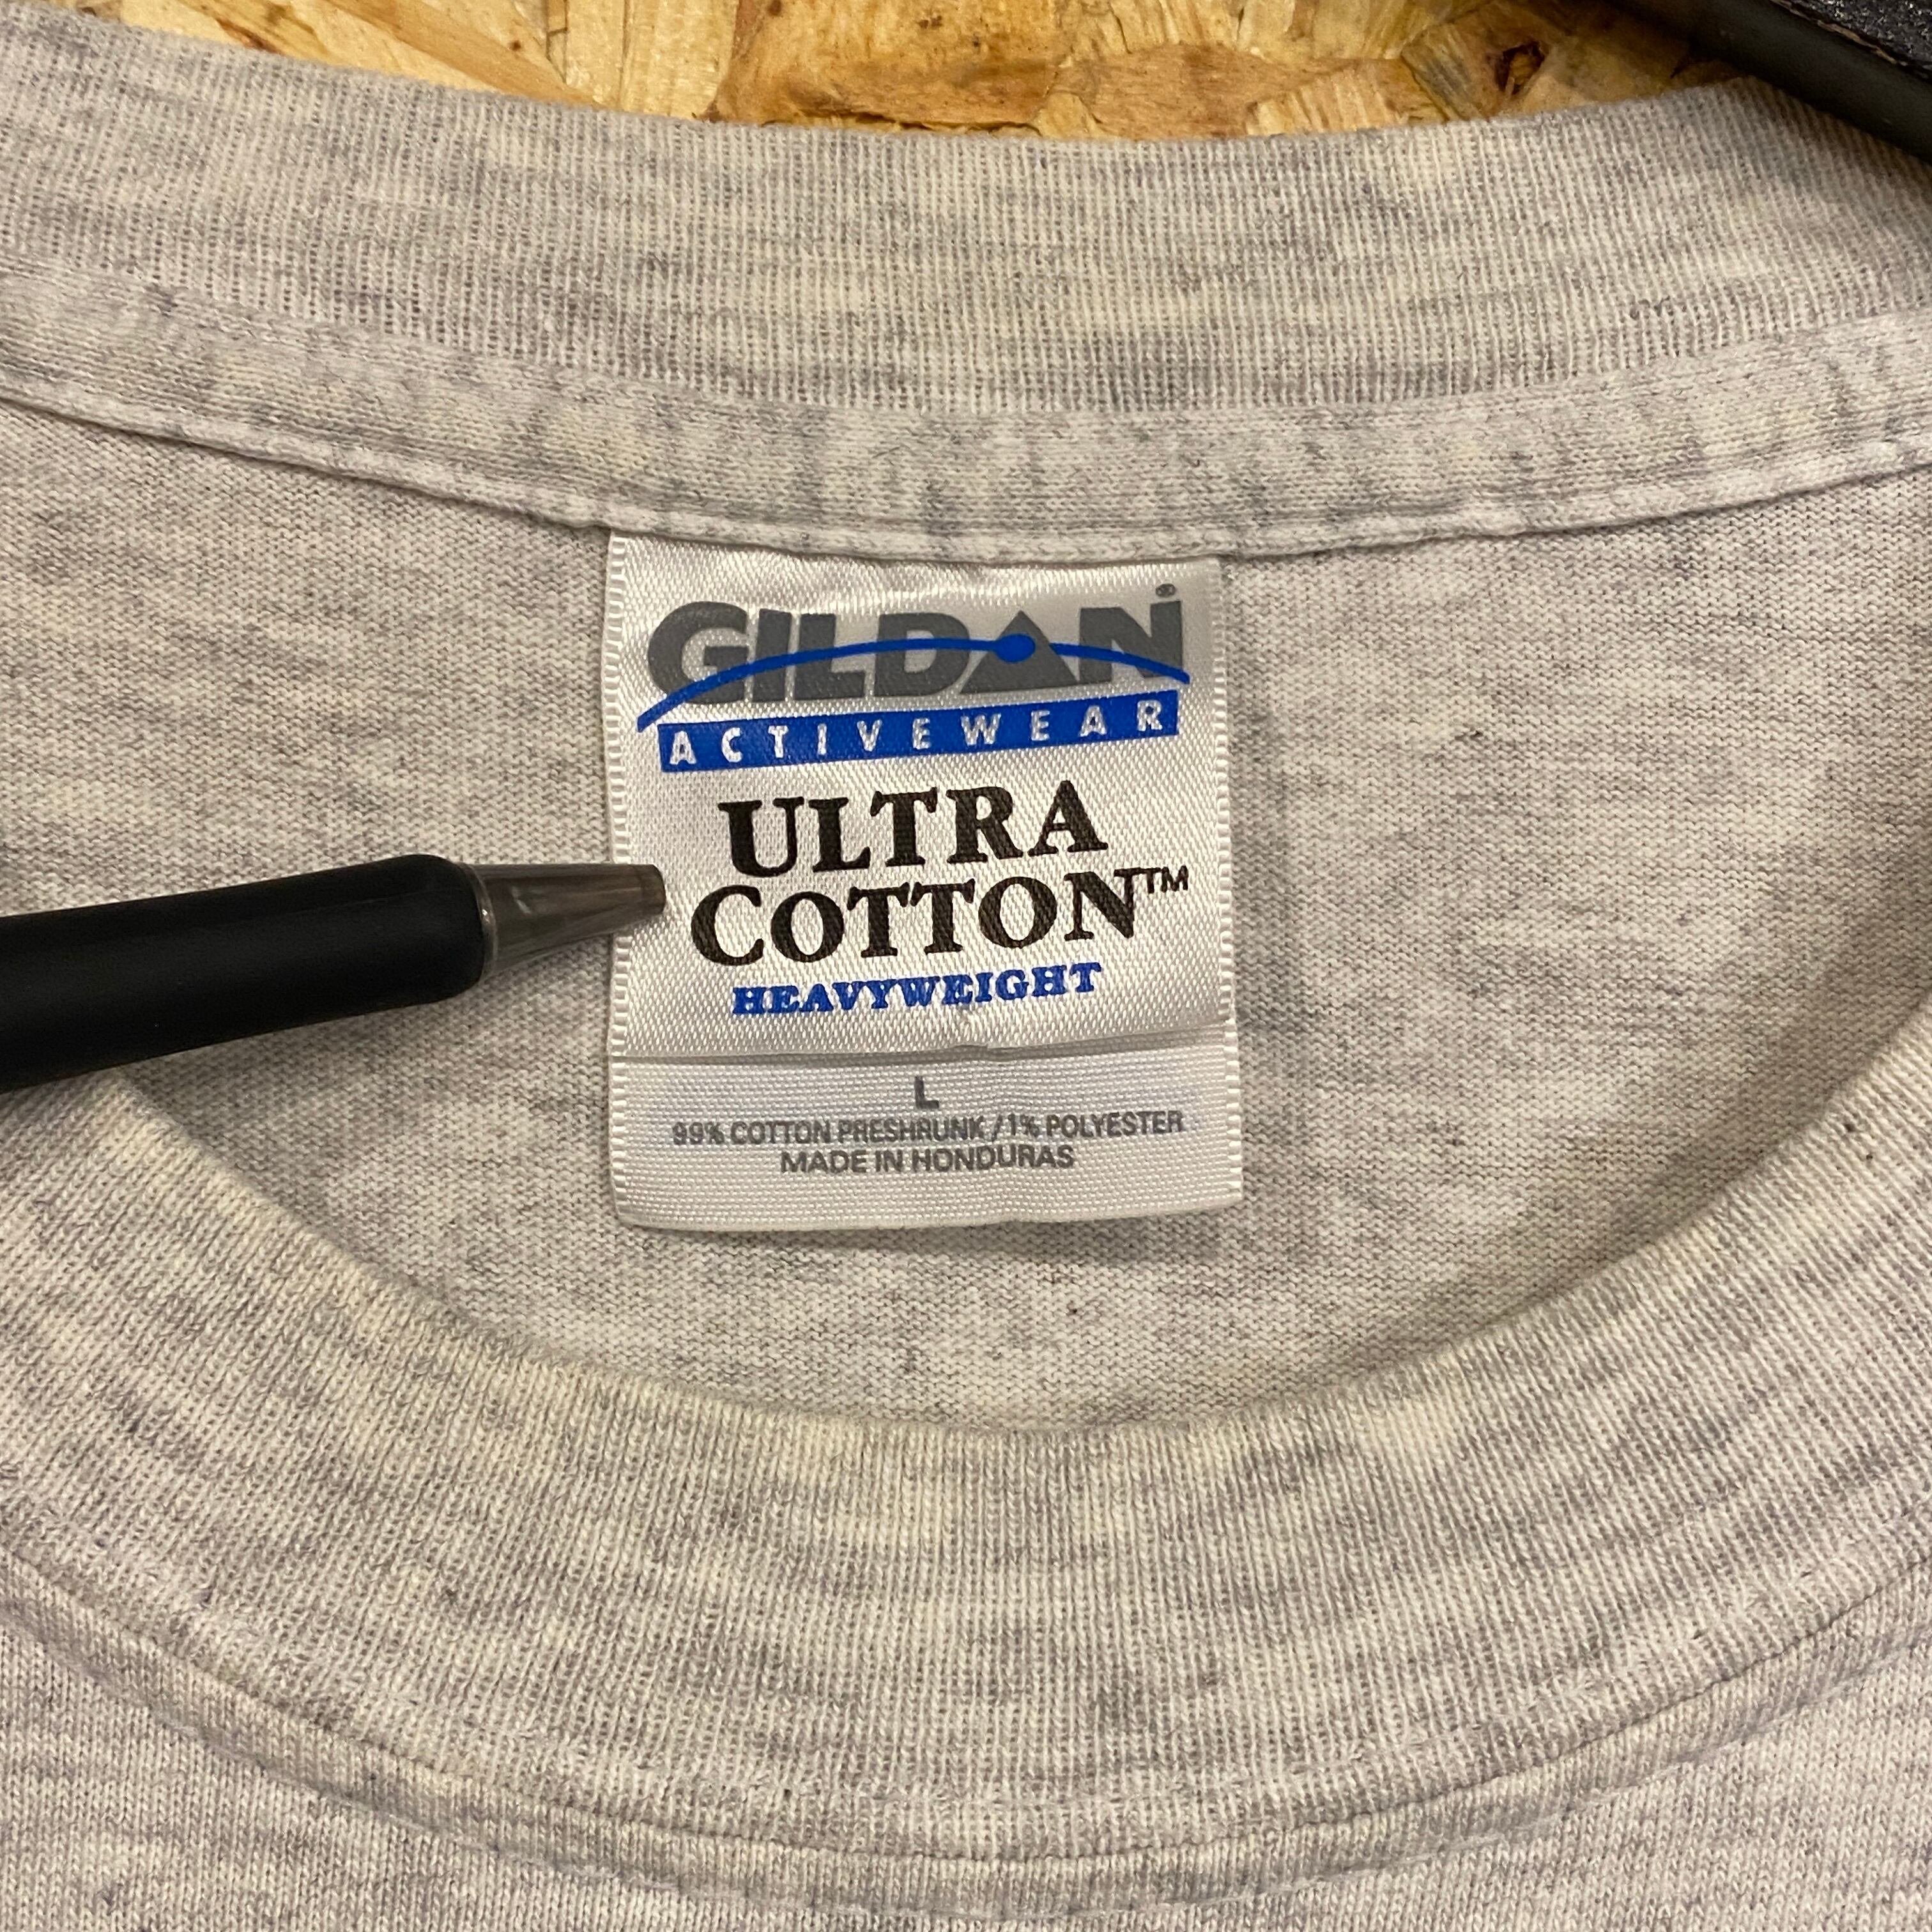 GILDAN®
ACTIVEWEAR
ULTRA
COTTON™
HEAVYWEIGHT
L
99% COTTON PRESHRUNK / 1% POLYESTER
MADE IN HONDURAS